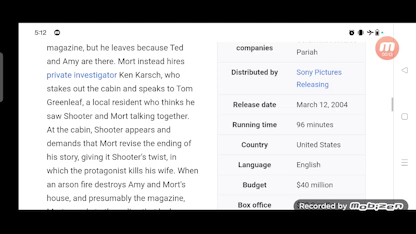 5:12
magazine, but he leaves because Ted
and Amy are there. Mort instead hires
private investigator Ken Karsch, who
stakes out the cabin and speaks to Tom
Greenleaf, a local resident who thinks he
saw Shooter and Mort talking together.
At the cabin, Shooter appears and
demands that Mort revise the ending of
his story, giving it Shooter's twist, in
which the protagonist kills his wife. When
an arson fire destroys Amy and Mort's
house, and presumably the magazine,
companies Pariah
Distributed by Sony Pictures
Releasing
Release date March 12, 2004
Running time 96 minutes
Country United States
Language English
Budget $40 million
Box office
Recorded by Mobizen